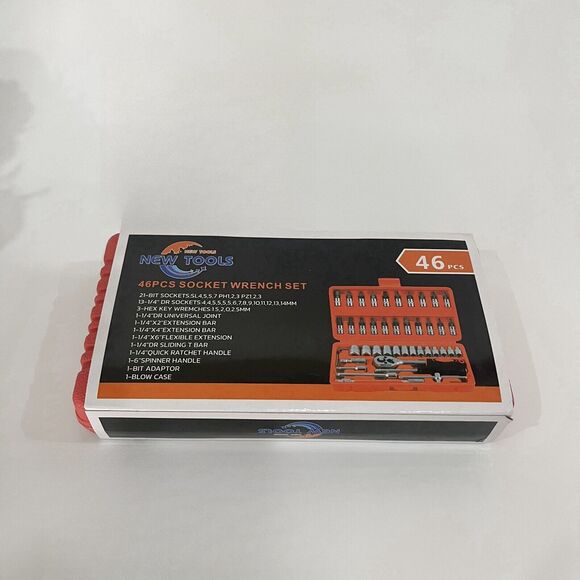 NEW TOOLS
NEW TOOLS
46 PCS
46PCS SOCKET WRENCH SET
21-BIT SOCKETS:SL4,5,5,7 PH1,2,3 PZ1,2,3
13-1/4" DR SOCKETS:4,4.5,5,5.5,6,7,8,9,10,11,12,13,14MM
3-HEX KEY WREMCHES:1.5,2.0,2.5MM
1-1/4"DR UNIVERSAL JOINT
1-1/4"X2"EXTENSION BAR
1-1/4"X4"EXTENSION BAR
1-1/4"X6"FLEXIBLE EXTENSION
1-1/4"DR SLIDING T BAR
1-1/4"QUICK RATCHET HANDLE
1-6"SPINNER HANDLE
1-BIT ADAPTOR
1-BLOW CASE
NEW TOOLS